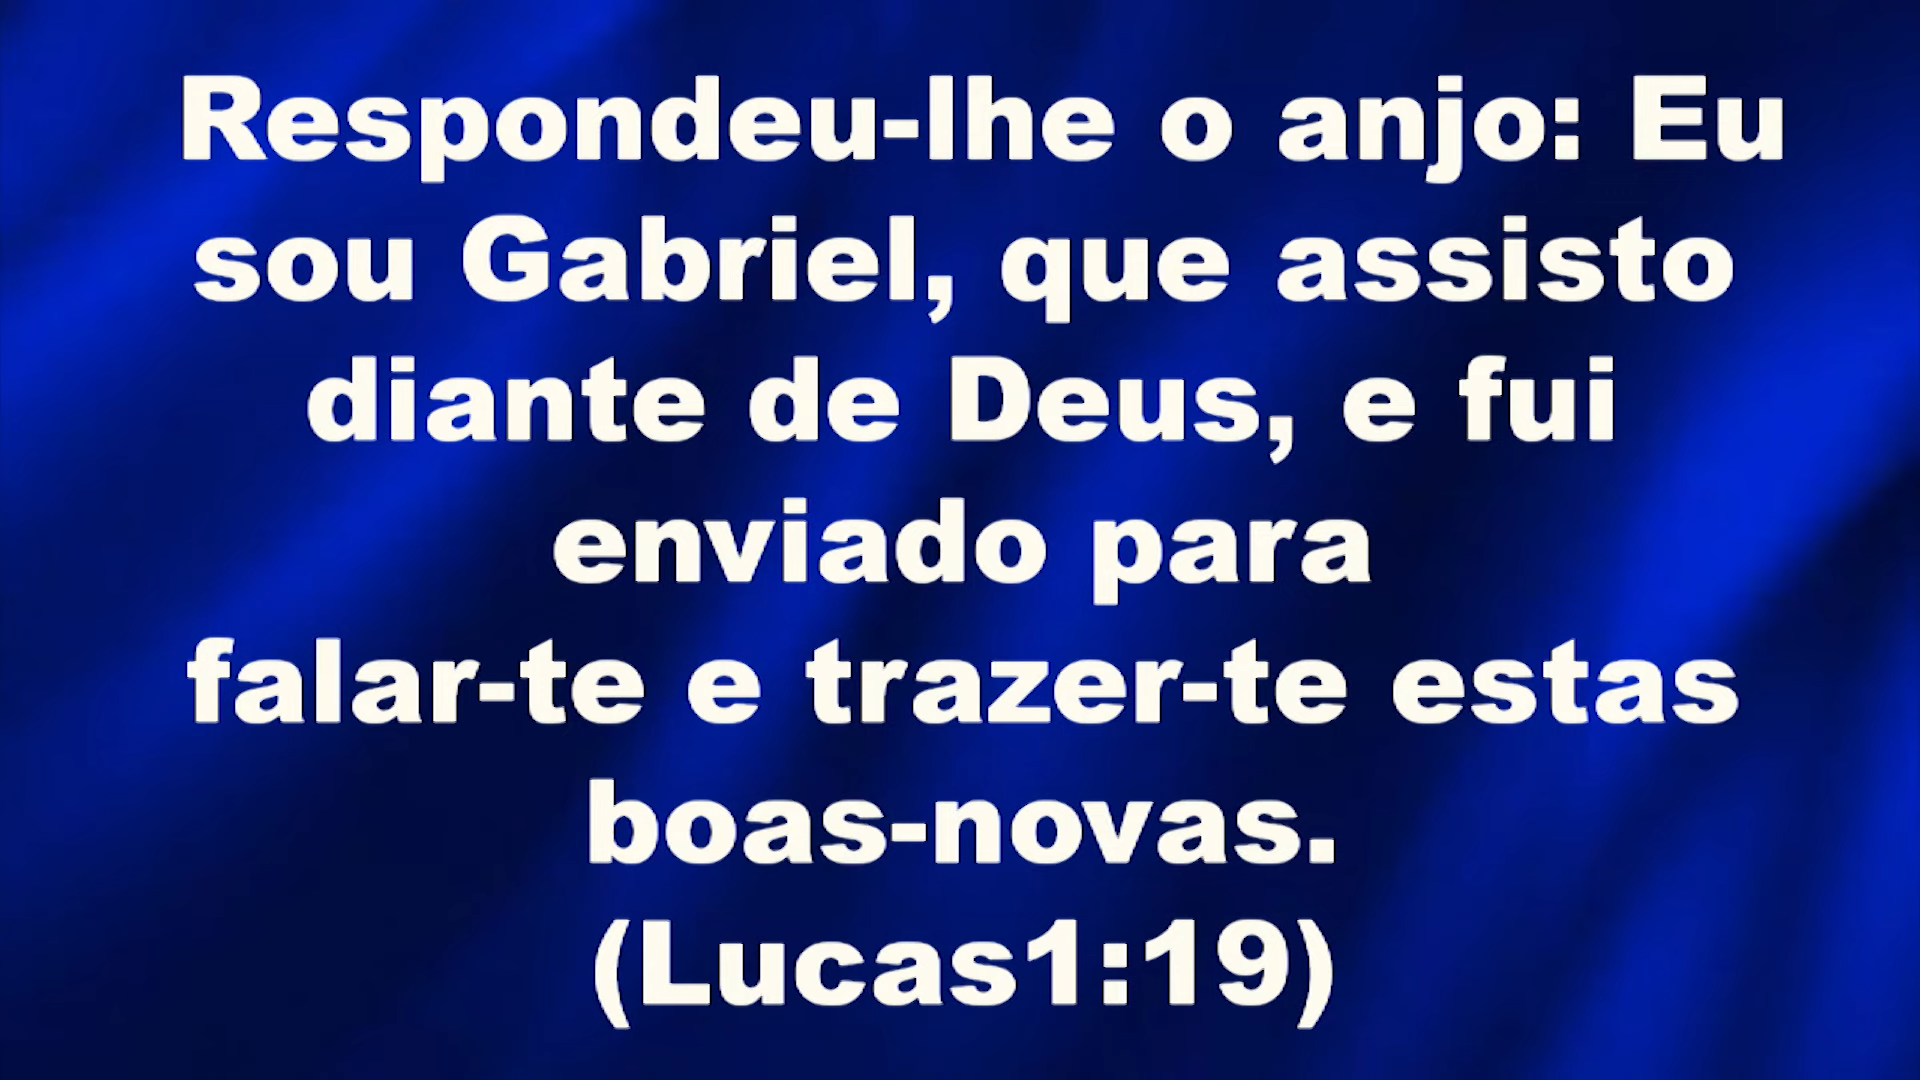 Respondeu-lhe o anjo: Eu
sou Gabriel, que assisto
diante de Deus, e fui
enviado para
falar-te e trazer-te estas
boas-novas.
(Lucas1:19)